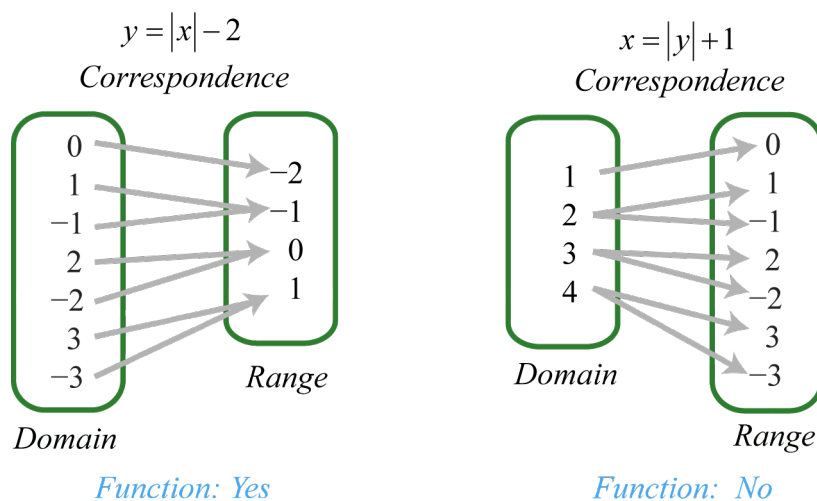 y = |x| − 2
Correspondence
0
1
−1
2
−2
3
−3
Domain
−2
−1
0
1
Range
Function: Yes
x = |y| + 1
Correspondence
1
2
3
4
Domain
0
1
−1
2
−2
3
−3
Range
Function: No